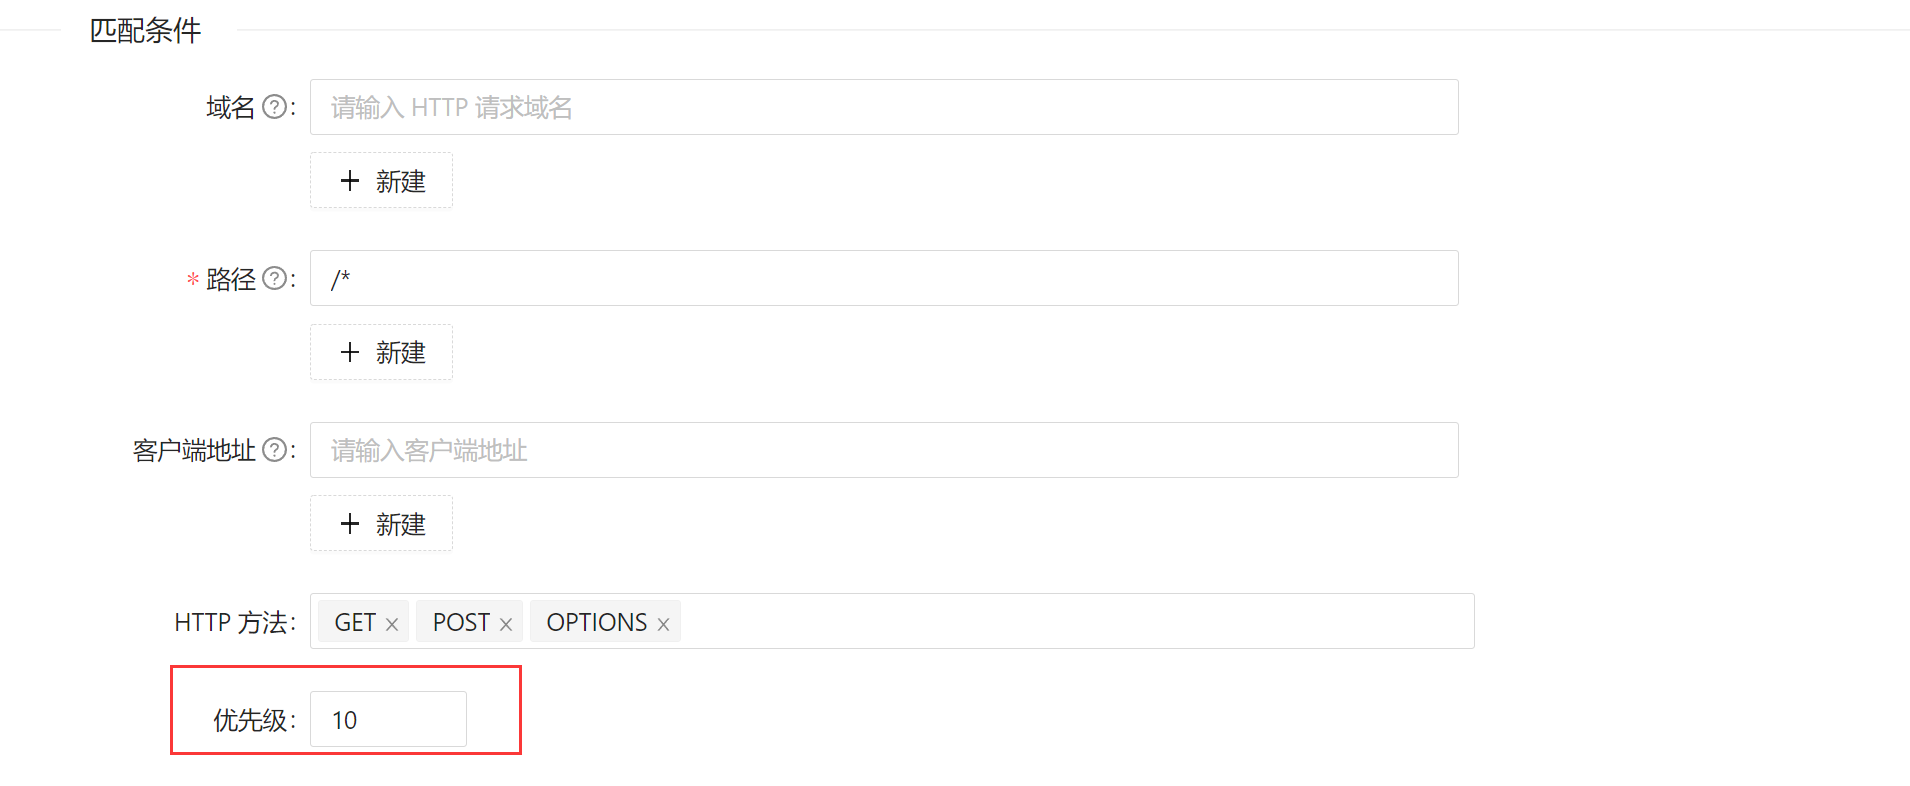 匹配条件
域名 ? :
请输入 HTTP 请求域名
+ 新建
* 路径 ? :
/*
+ 新建
客户端地址 ? :
请输入客户端地址
+ 新建
HTTP 方法:
GET × POST × OPTIONS ×
优先级:
10